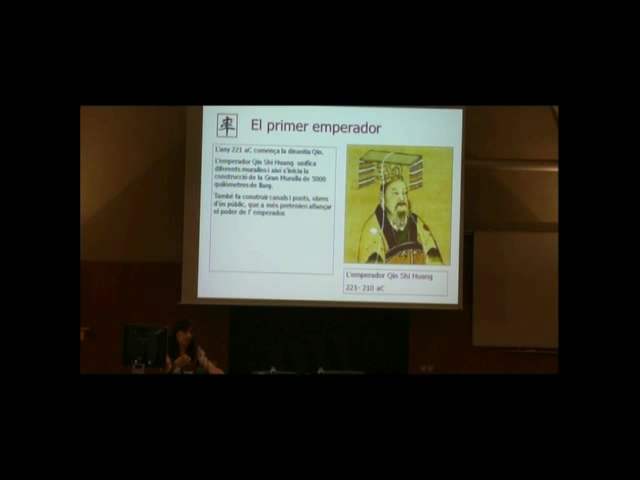 El primer emperador
L'any 221 aC comença la dinastia Qin.
L'emperador Qin Shi Huang unifica
diferents muralles i així s'inicia la
construcció de la Gran Muralla de 5000
quilòmetres de llarg.
També fa construir canals i ponts, obres
d'ús públic, que a més pretenien afiançar
el poder de l' emperador.
L'emperador Qin Shi Huang
221- 210 aC